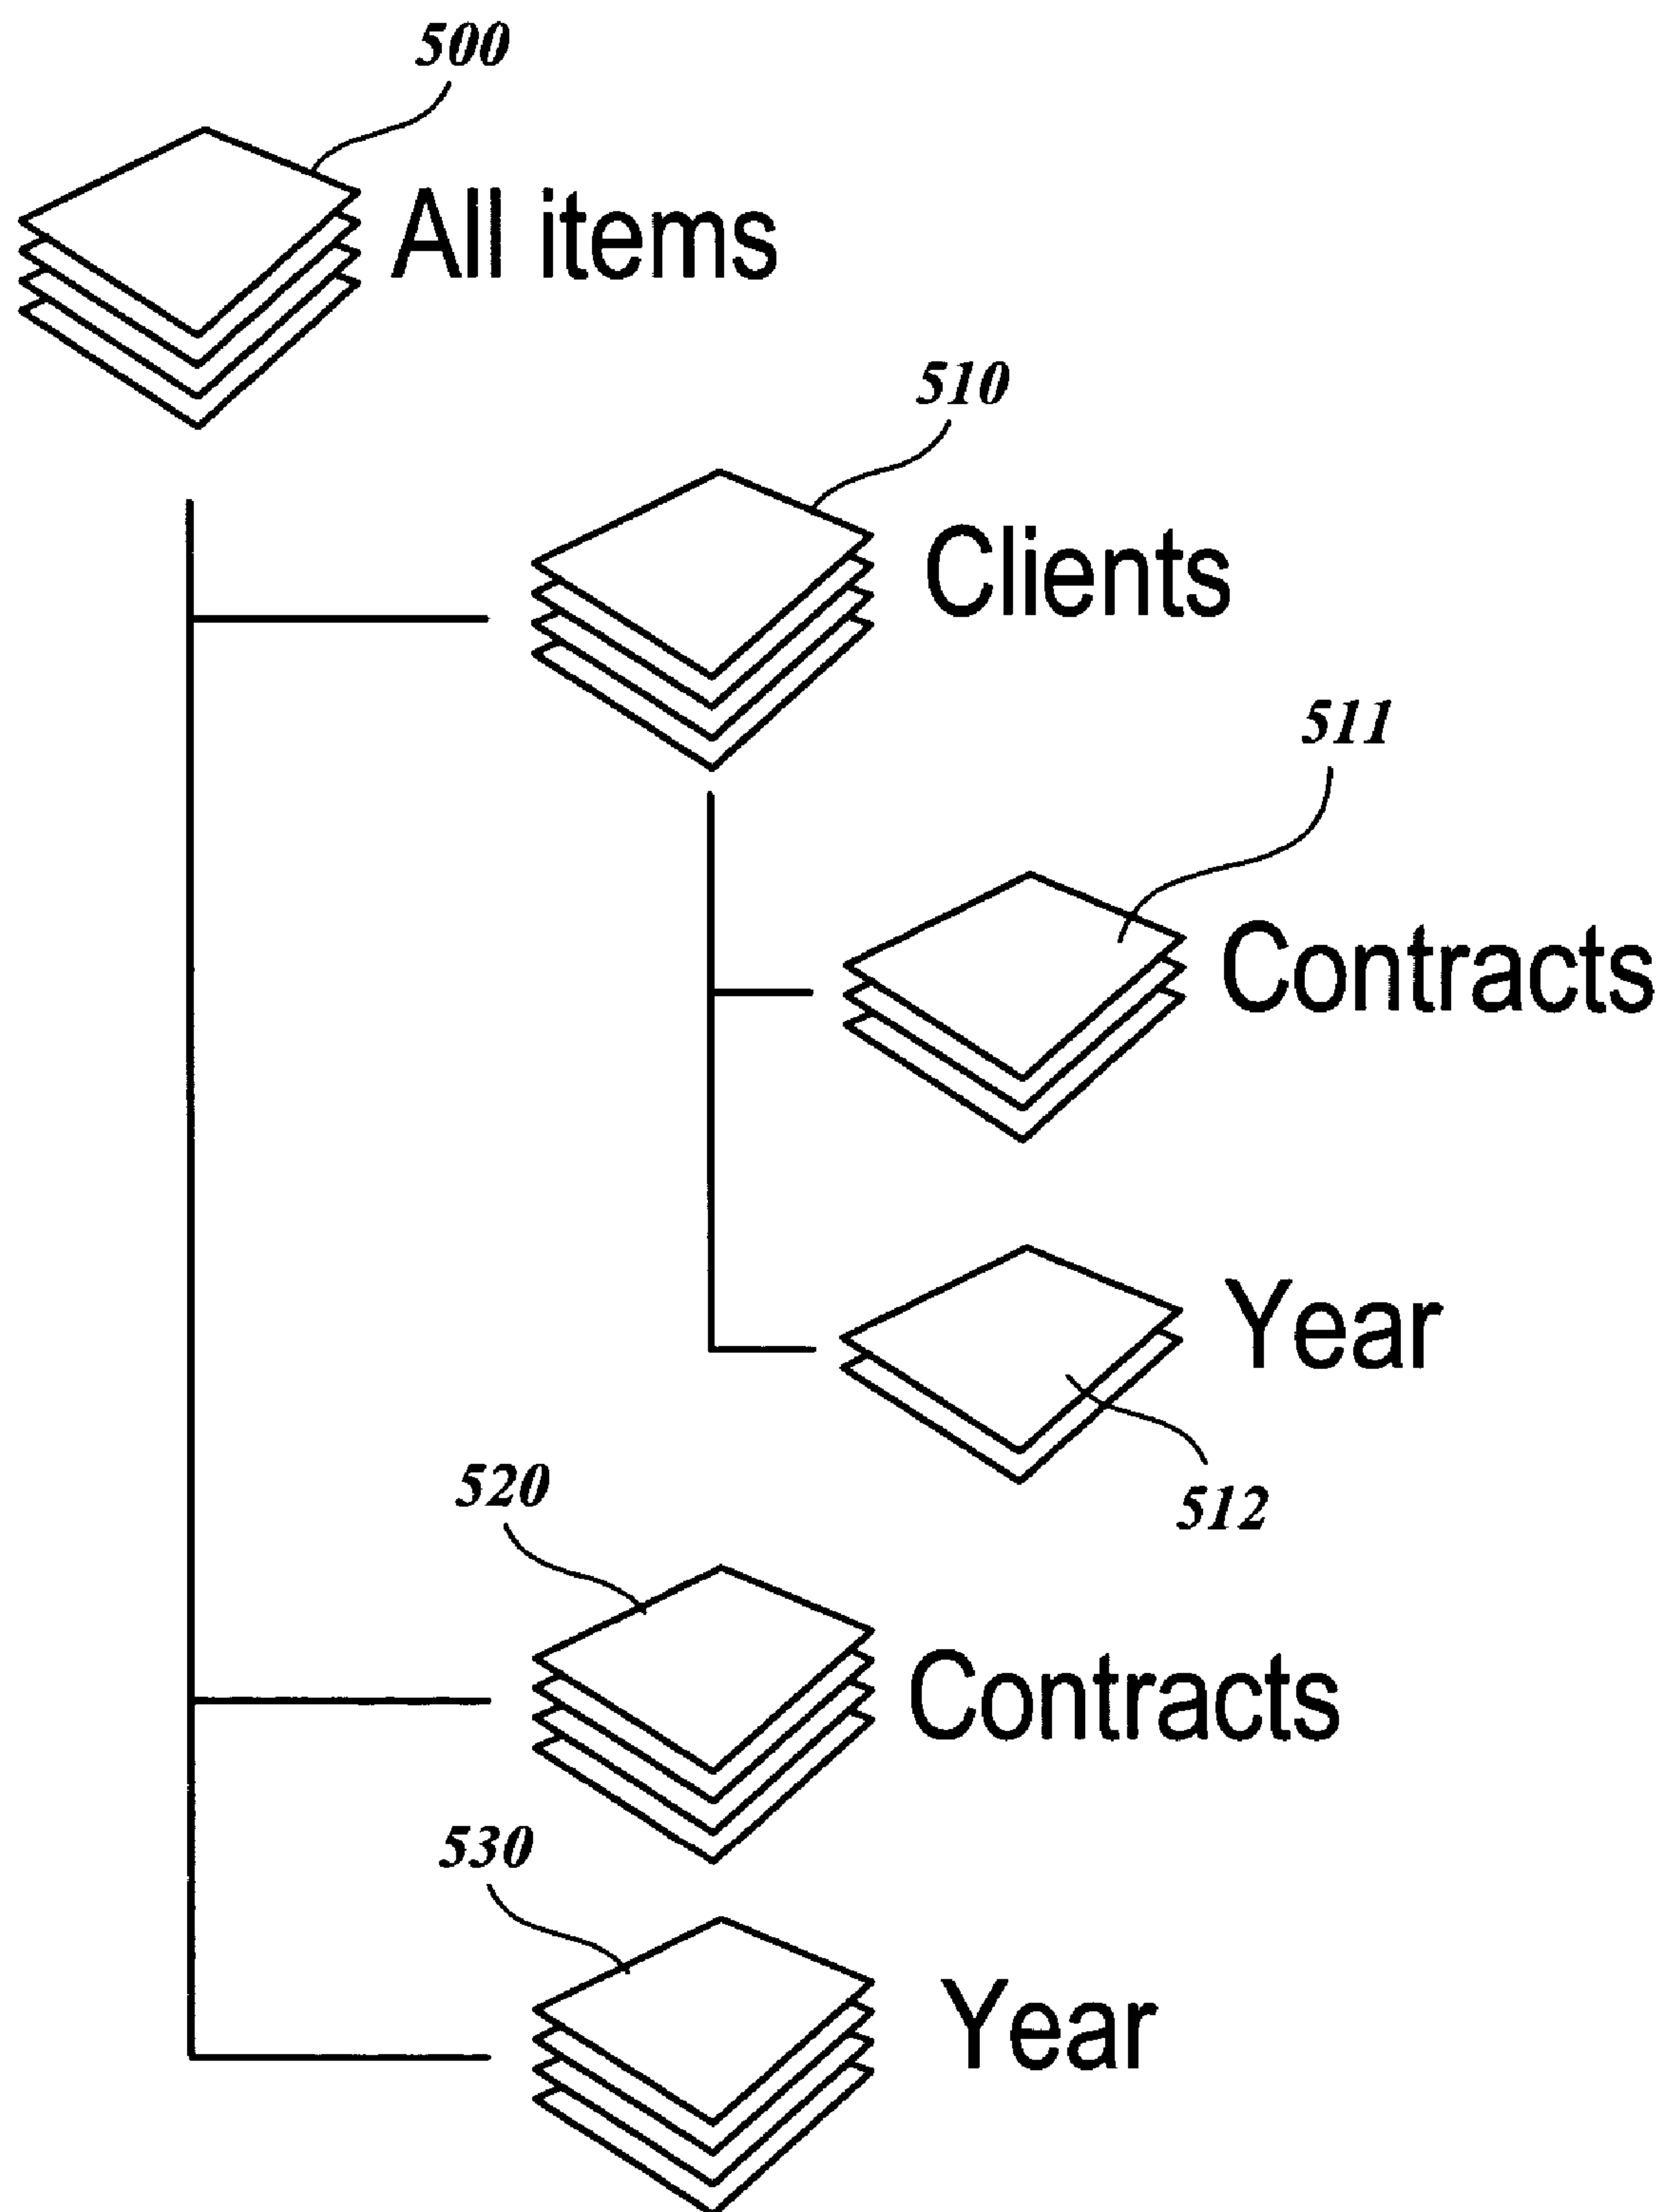 500
All items
510
Clients
511
Contracts
Year
512
520
Contracts
530
Year